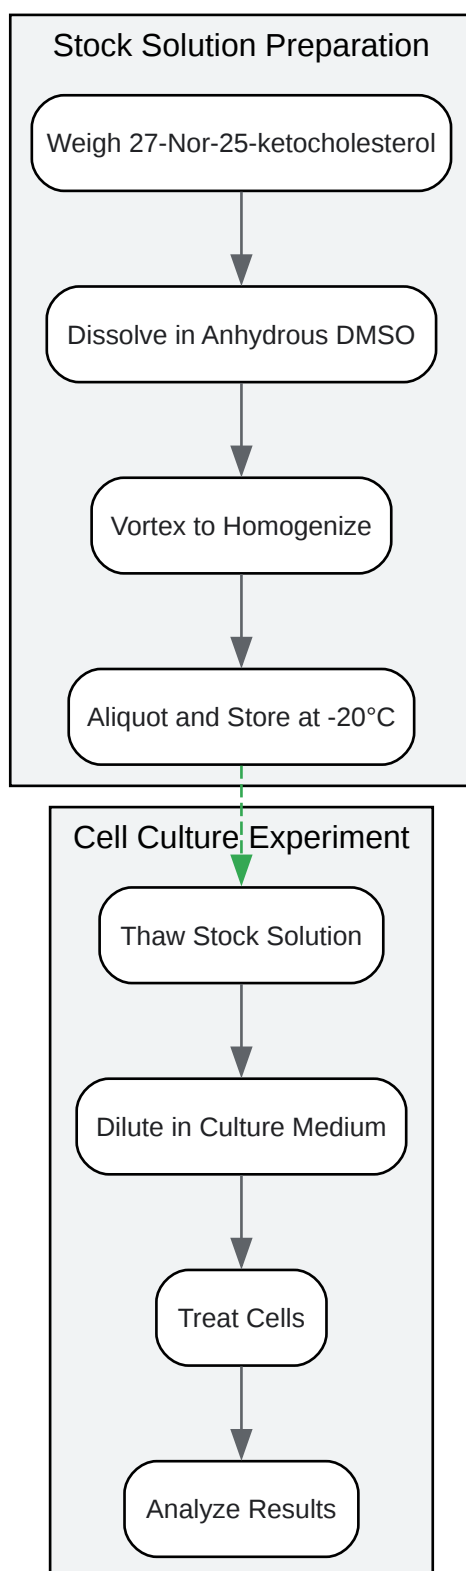 Stock Solution Preparation
Weigh 27-Nor-25-ketocholesterol
Dissolve in Anhydrous DMSO
Vortex to Homogenize
Aliquot and Store at -20°C
Cell Culture Experiment
Thaw Stock Solution
Dilute in Culture Medium
Treat Cells
Analyze Results